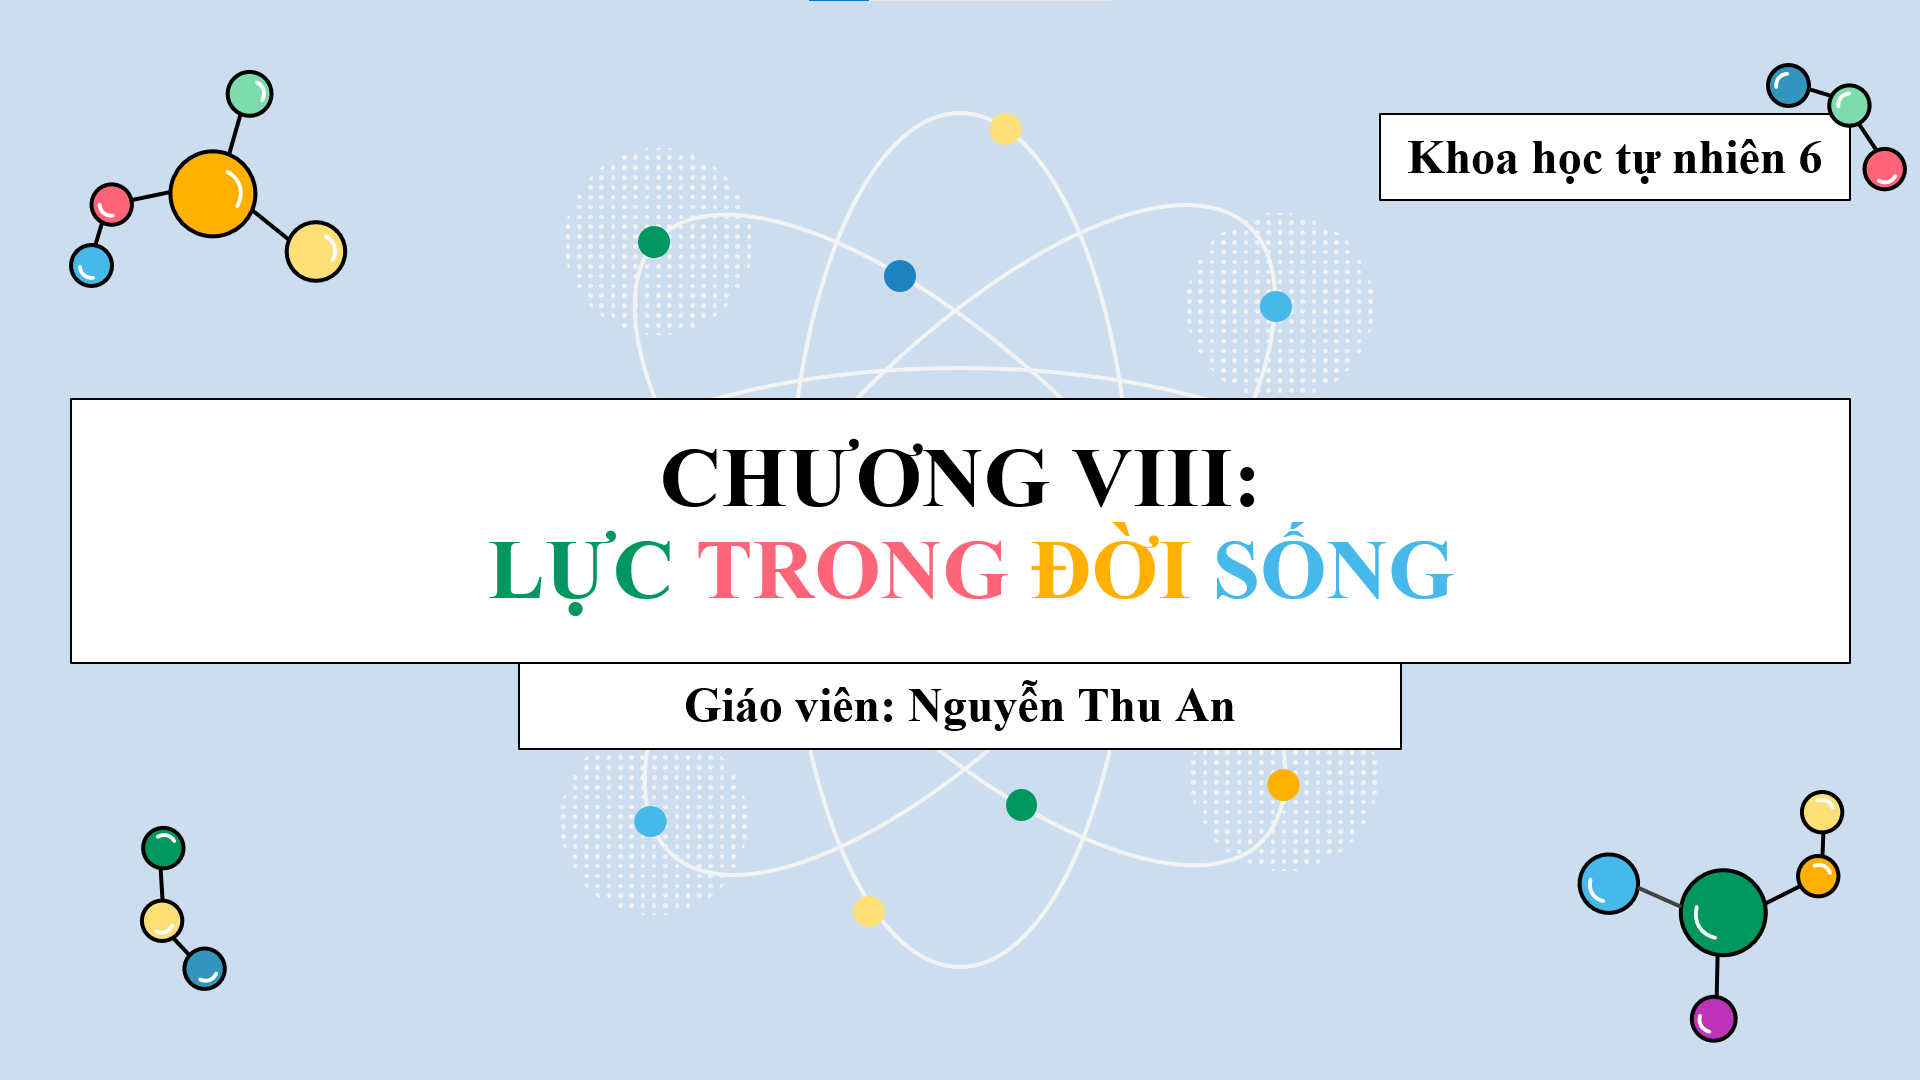 Khoa học tự nhiên 6
CHƯƠNG VIII:
LỰC TRONG ĐỜI SỐNG
Giáo viên: Nguyễn Thu An